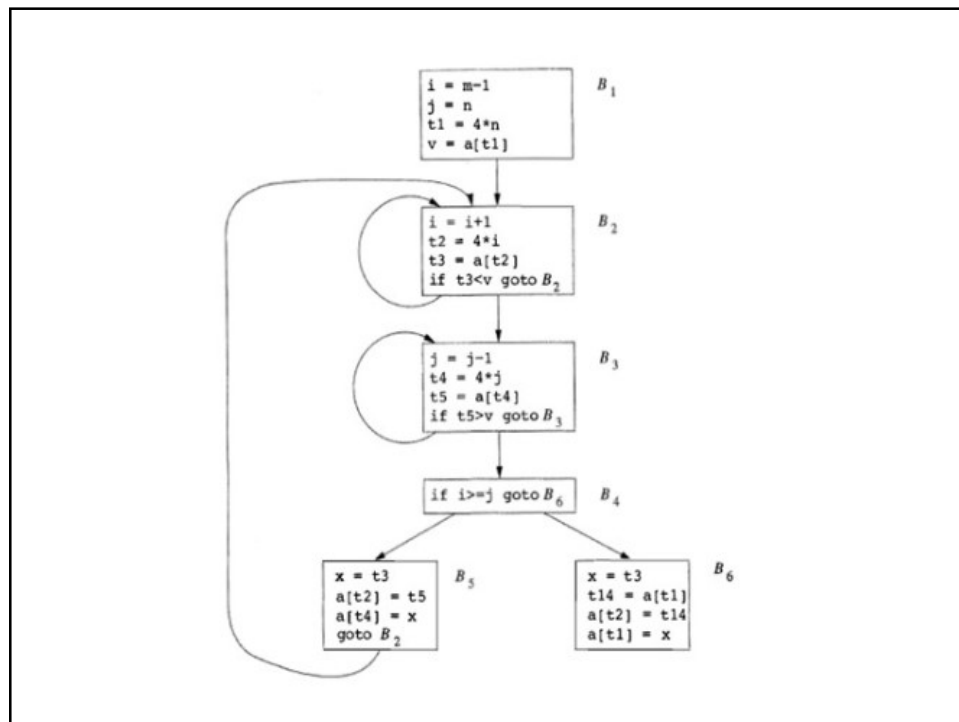 i = m-1
j = n
t1 = 4*n
v = a[t1]
B1
i = i+1
t2 = 4*i
t3 = a[t2]
if t3<v goto B2
B2
j = j-1
t4 = 4*j
t5 = a[t4]
if t5>v goto B3
B3
if i>=j goto B6
B4
x = t3
a[t2] = t5
a[t4] = x
goto B2
B5
x = t3
t14 = a[t1]
a[t2] = t14
a[t1] = x
B6